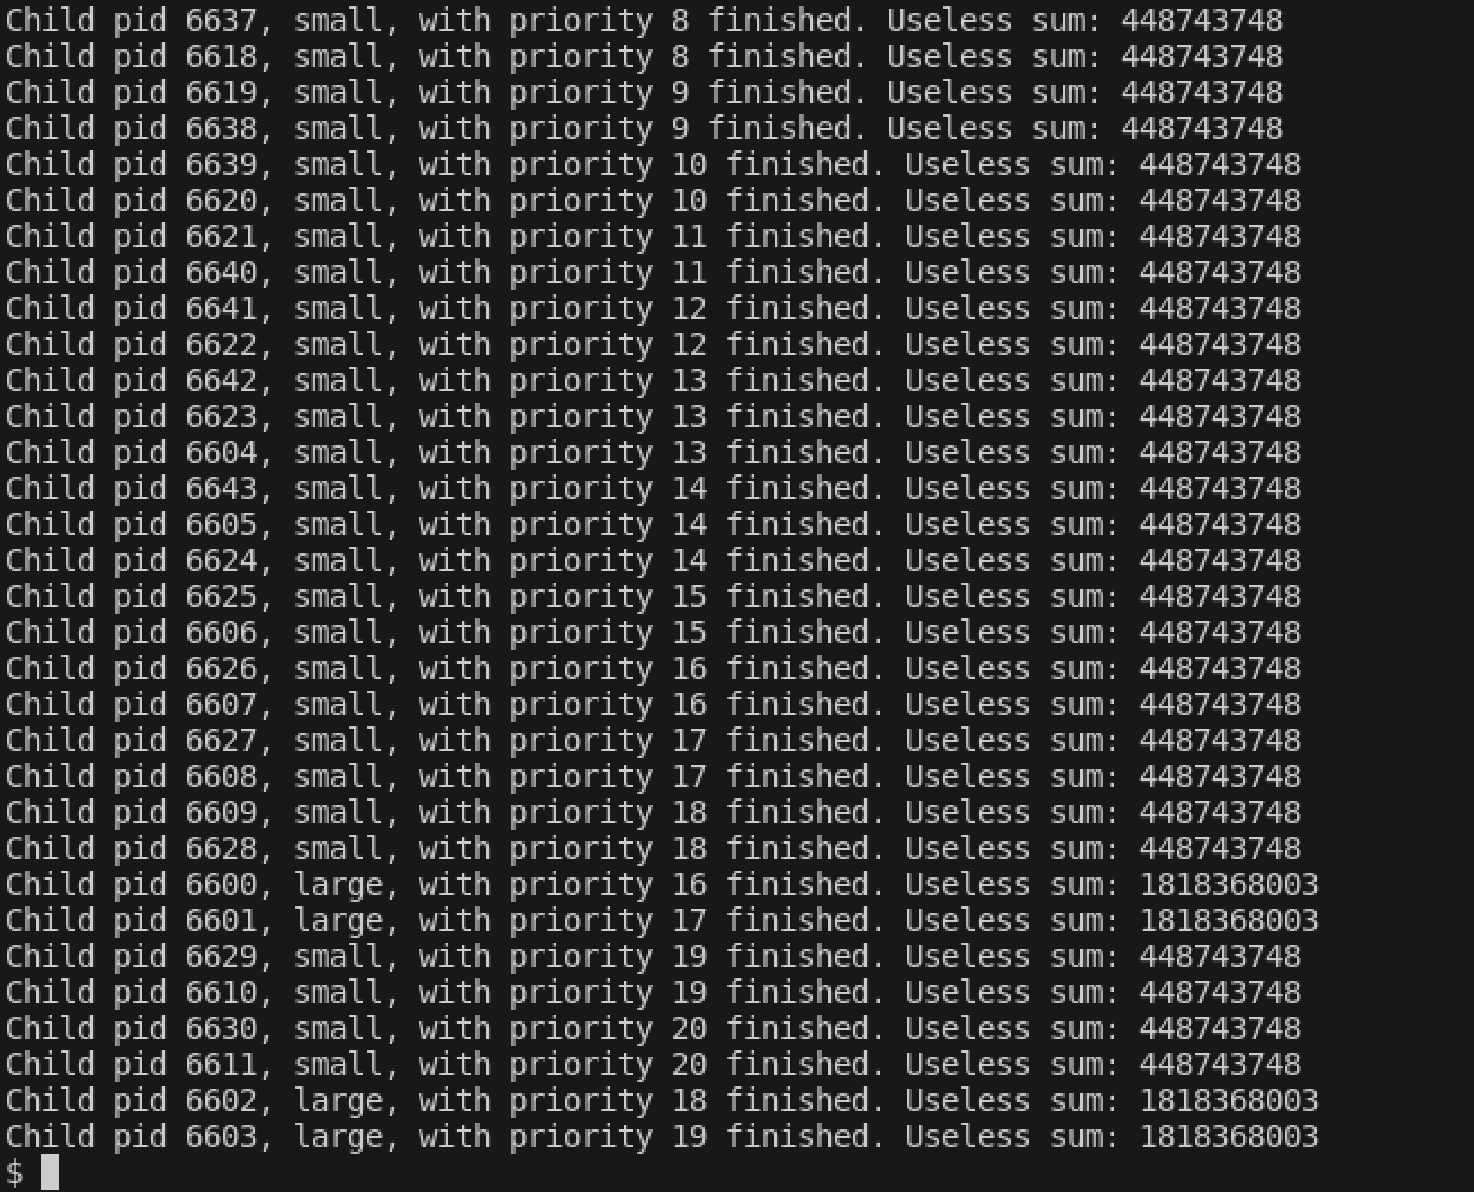 Child pid 6637, small, with priority 8 finished. Useless sum: 448743748
Child pid 6618, small, with priority 8 finished. Useless sum: 448743748
Child pid 6619, small, with priority 9 finished. Useless sum: 448743748
Child pid 6638, small, with priority 9 finished. Useless sum: 448743748
Child pid 6639, small, with priority 10 finished. Useless sum: 448743748
Child pid 6620, small, with priority 10 finished. Useless sum: 448743748
Child pid 6621, small, with priority 11 finished. Useless sum: 448743748
Child pid 6640, small, with priority 11 finished. Useless sum: 448743748
Child pid 6641, small, with priority 12 finished. Useless sum: 448743748
Child pid 6622, small, with priority 12 finished. Useless sum: 448743748
Child pid 6642, small, with priority 13 finished. Useless sum: 448743748
Child pid 6623, small, with priority 13 finished. Useless sum: 448743748
Child pid 6604, small, with priority 13 finished. Useless sum: 448743748
Child pid 6643, small, with priority 14 finished. Useless sum: 448743748
Child pid 6605, small, with priority 14 finished. Useless sum: 448743748
Child pid 6624, small, with priority 14 finished. Useless sum: 448743748
Child pid 6625, small, with priority 15 finished. Useless sum: 448743748
Child pid 6606, small, with priority 15 finished. Useless sum: 448743748
Child pid 6626, small, with priority 16 finished. Useless sum: 448743748
Child pid 6607, small, with priority 16 finished. Useless sum: 448743748
Child pid 6627, small, with priority 17 finished. Useless sum: 448743748
Child pid 6608, small, with priority 17 finished. Useless sum: 448743748
Child pid 6609, small, with priority 18 finished. Useless sum: 448743748
Child pid 6628, small, with priority 18 finished. Useless sum: 448743748
Child pid 6600, large, with priority 16 finished. Useless sum: 1818368003
Child pid 6601, large, with priority 17 finished. Useless sum: 1818368003
Child pid 6629, small, with priority 19 finished. Useless sum: 448743748
Child pid 6610, small, with priority 19 finished. Useless sum: 448743748
Child pid 6630, small, with priority 20 finished. Useless sum: 448743748
Child pid 6611, small, with priority 20 finished. Useless sum: 448743748
Child pid 6602, large, with priority 18 finished. Useless sum: 1818368003
Child pid 6603, large, with priority 19 finished. Useless sum: 1818368003
$